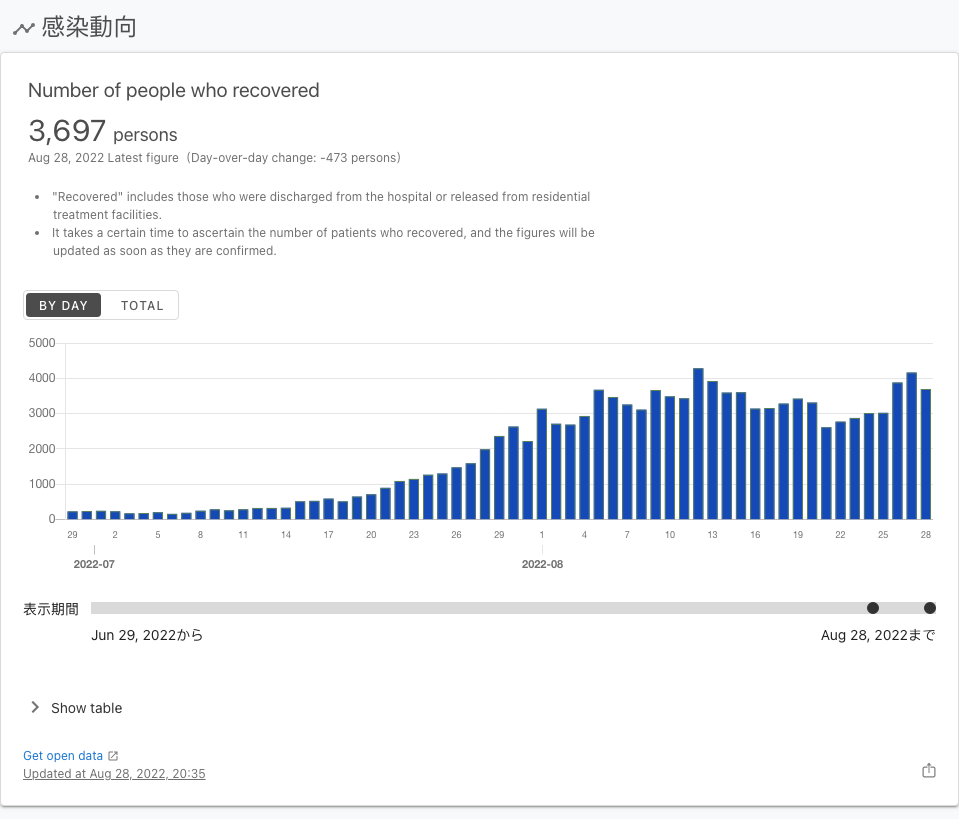 感染動向
Number of people who recovered
3,697 persons
Aug 28, 2022 Latest figure (Day-over-day change: -473 persons)
• "Recovered" includes those who were discharged from the hospital or released from residential
treatment facilities.
• It takes a certain time to ascertain the number of patients who recovered, and the figures will be
updated as soon as they are confirmed.
BY DAY TOTAL
5000
4000
3000
2000
1000
0
29 2 5 8 11 14 17 20 23 26 29 1 4 7 10 13 16 19 22 25 28
2022-07 2022-08
表示期間
Jun 29, 2022から Aug 28, 2022まで
Show table
Get open data
Updated at Aug 28, 2022, 20:35